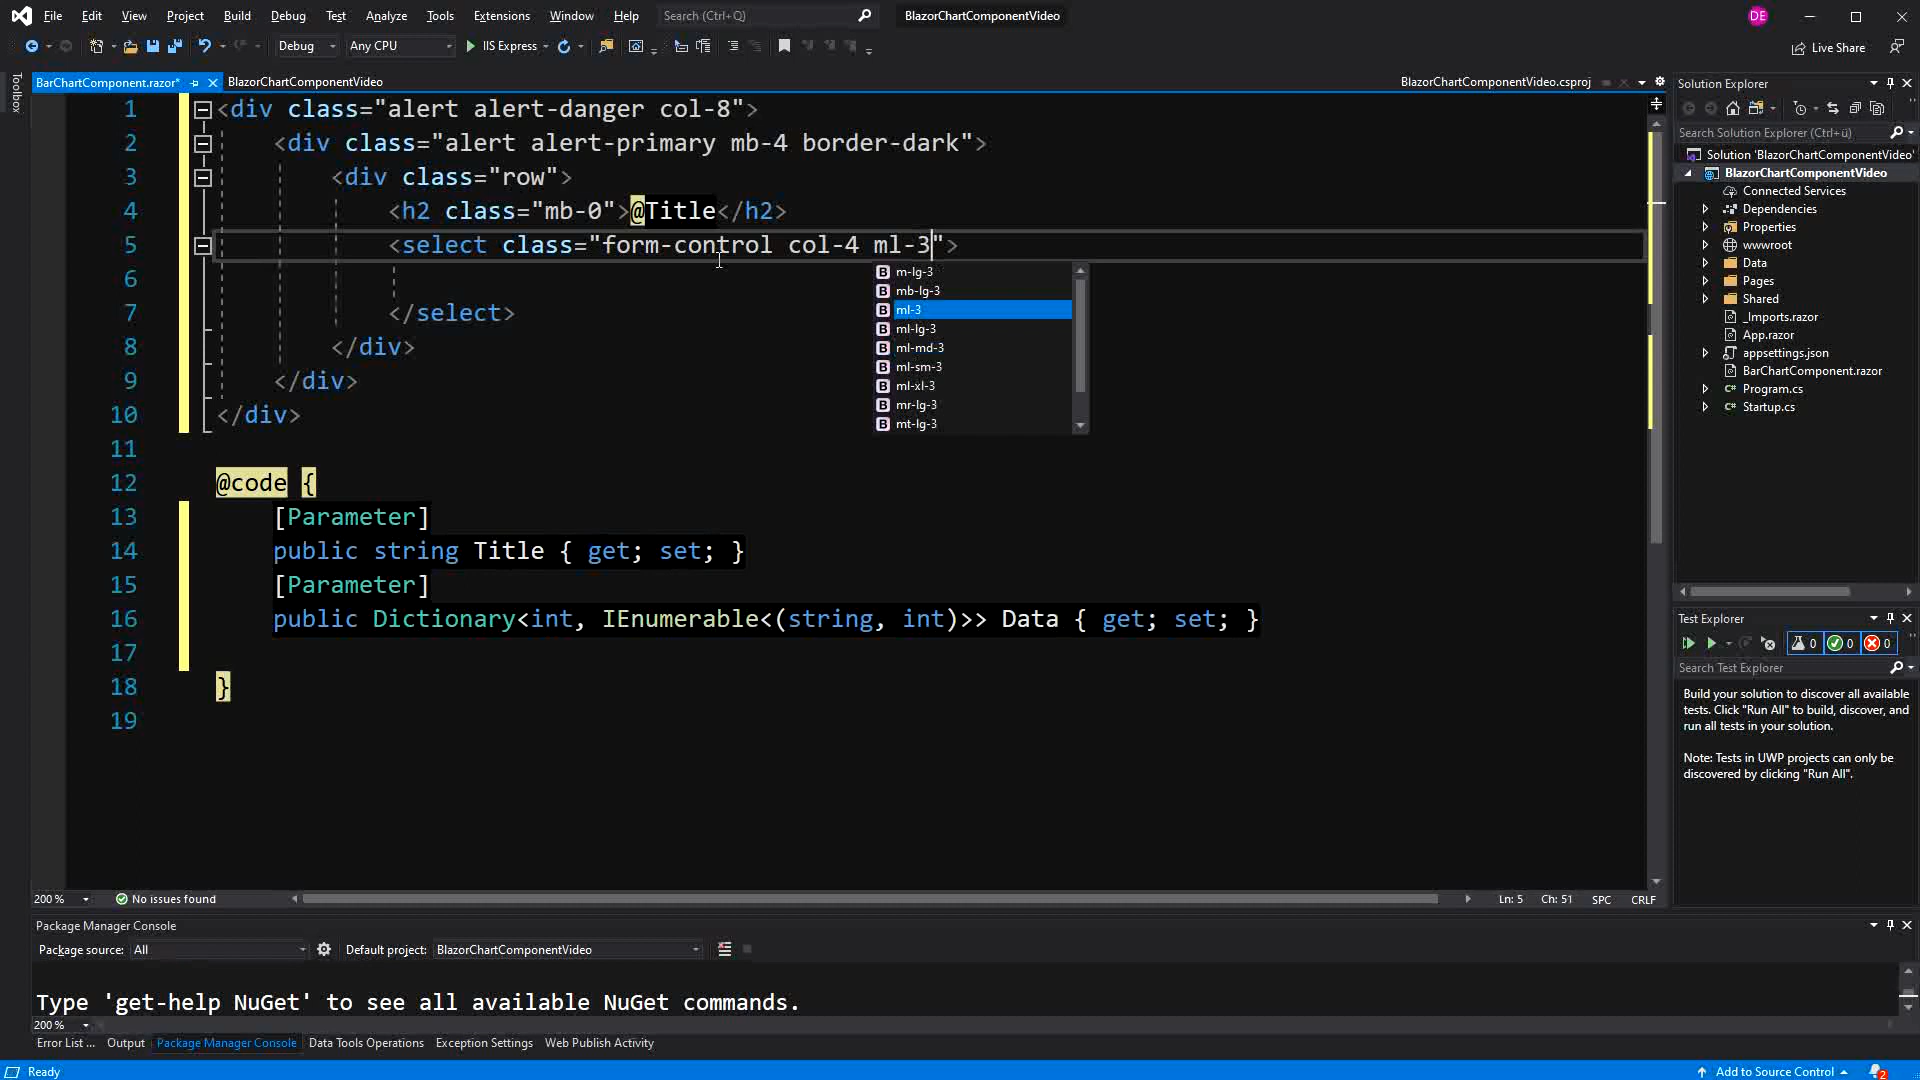 File Edit View Project Build Debug Test Analyze Tools Extensions Window Help Search (Ctrl+Q) BlazorChartComponentVideo DE
Debug Any CPU IIS Express Live Share
Toolbox
BarChartComponent.razor* BlazorChartComponentVideo BlazorChartComponentVideo.csproj
1 <div class="alert alert-danger col-8">
2 <div class="alert alert-primary mb-4 border-dark">
3 <div class="row">
4 <h2 class="mb-0">@Title</h2>
5 <select class="form-control col-4 ml-3">
6
7 </select>
8 </div>
9 </div>
10 </div>
11
12 @code {
13 [Parameter]
14 public string Title { get; set; }
15 [Parameter]
16 public Dictionary<int, IEnumerable<(string, int)>> Data { get; set; }
17
18 }
19
m-lg-3
mb-lg-3
ml-3
ml-lg-3
ml-md-3
ml-sm-3
ml-xl-3
mr-lg-3
mt-lg-3
200 % No issues found Ln: 5 Ch: 51 SPC CRLF
Solution Explorer
Search Solution Explorer (Ctrl+ü)
Solution 'BlazorChartComponentVideo'
BlazorChartComponentVideo
Connected Services
Dependencies
Properties
wwwroot
Data
Pages
Shared
_Imports.razor
App.razor
appsettings.json
BarChartComponent.razor
C# Program.cs
C# Startup.cs
Test Explorer
0 0 0
Search Test Explorer
Build your solution to discover all available
tests. Click "Run All" to build, discover, and
run all tests in your solution.
Note: Tests in UWP projects can only be
discovered by clicking "Run All".
Package Manager Console
Package source: All Default project: BlazorChartComponentVideo
Type 'get-help NuGet' to see all available NuGet commands.
200 %
Error List ... Output Package Manager Console Data Tools Operations Exception Settings Web Publish Activity
Ready Add to Source Control 2